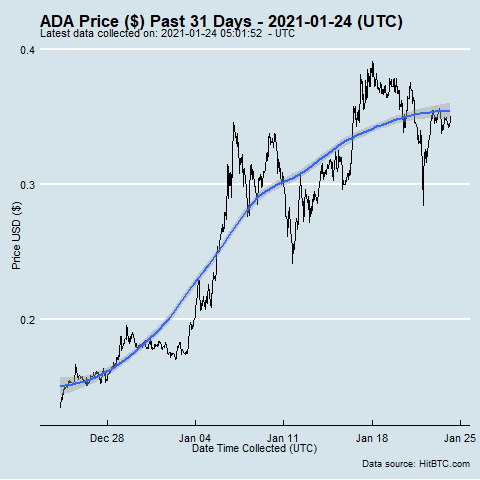 ADA Price ($) Past 31 Days - 2021-01-24 (UTC)
Latest data collected on: 2021-01-24 05:01:52 - UTC
0.4
0.3
0.2
Price USD ($)
Dec 28
Jan 04
Jan 11
Jan 18
Jan 25
Date Time Collected (UTC)
Data source: HitBTC.com